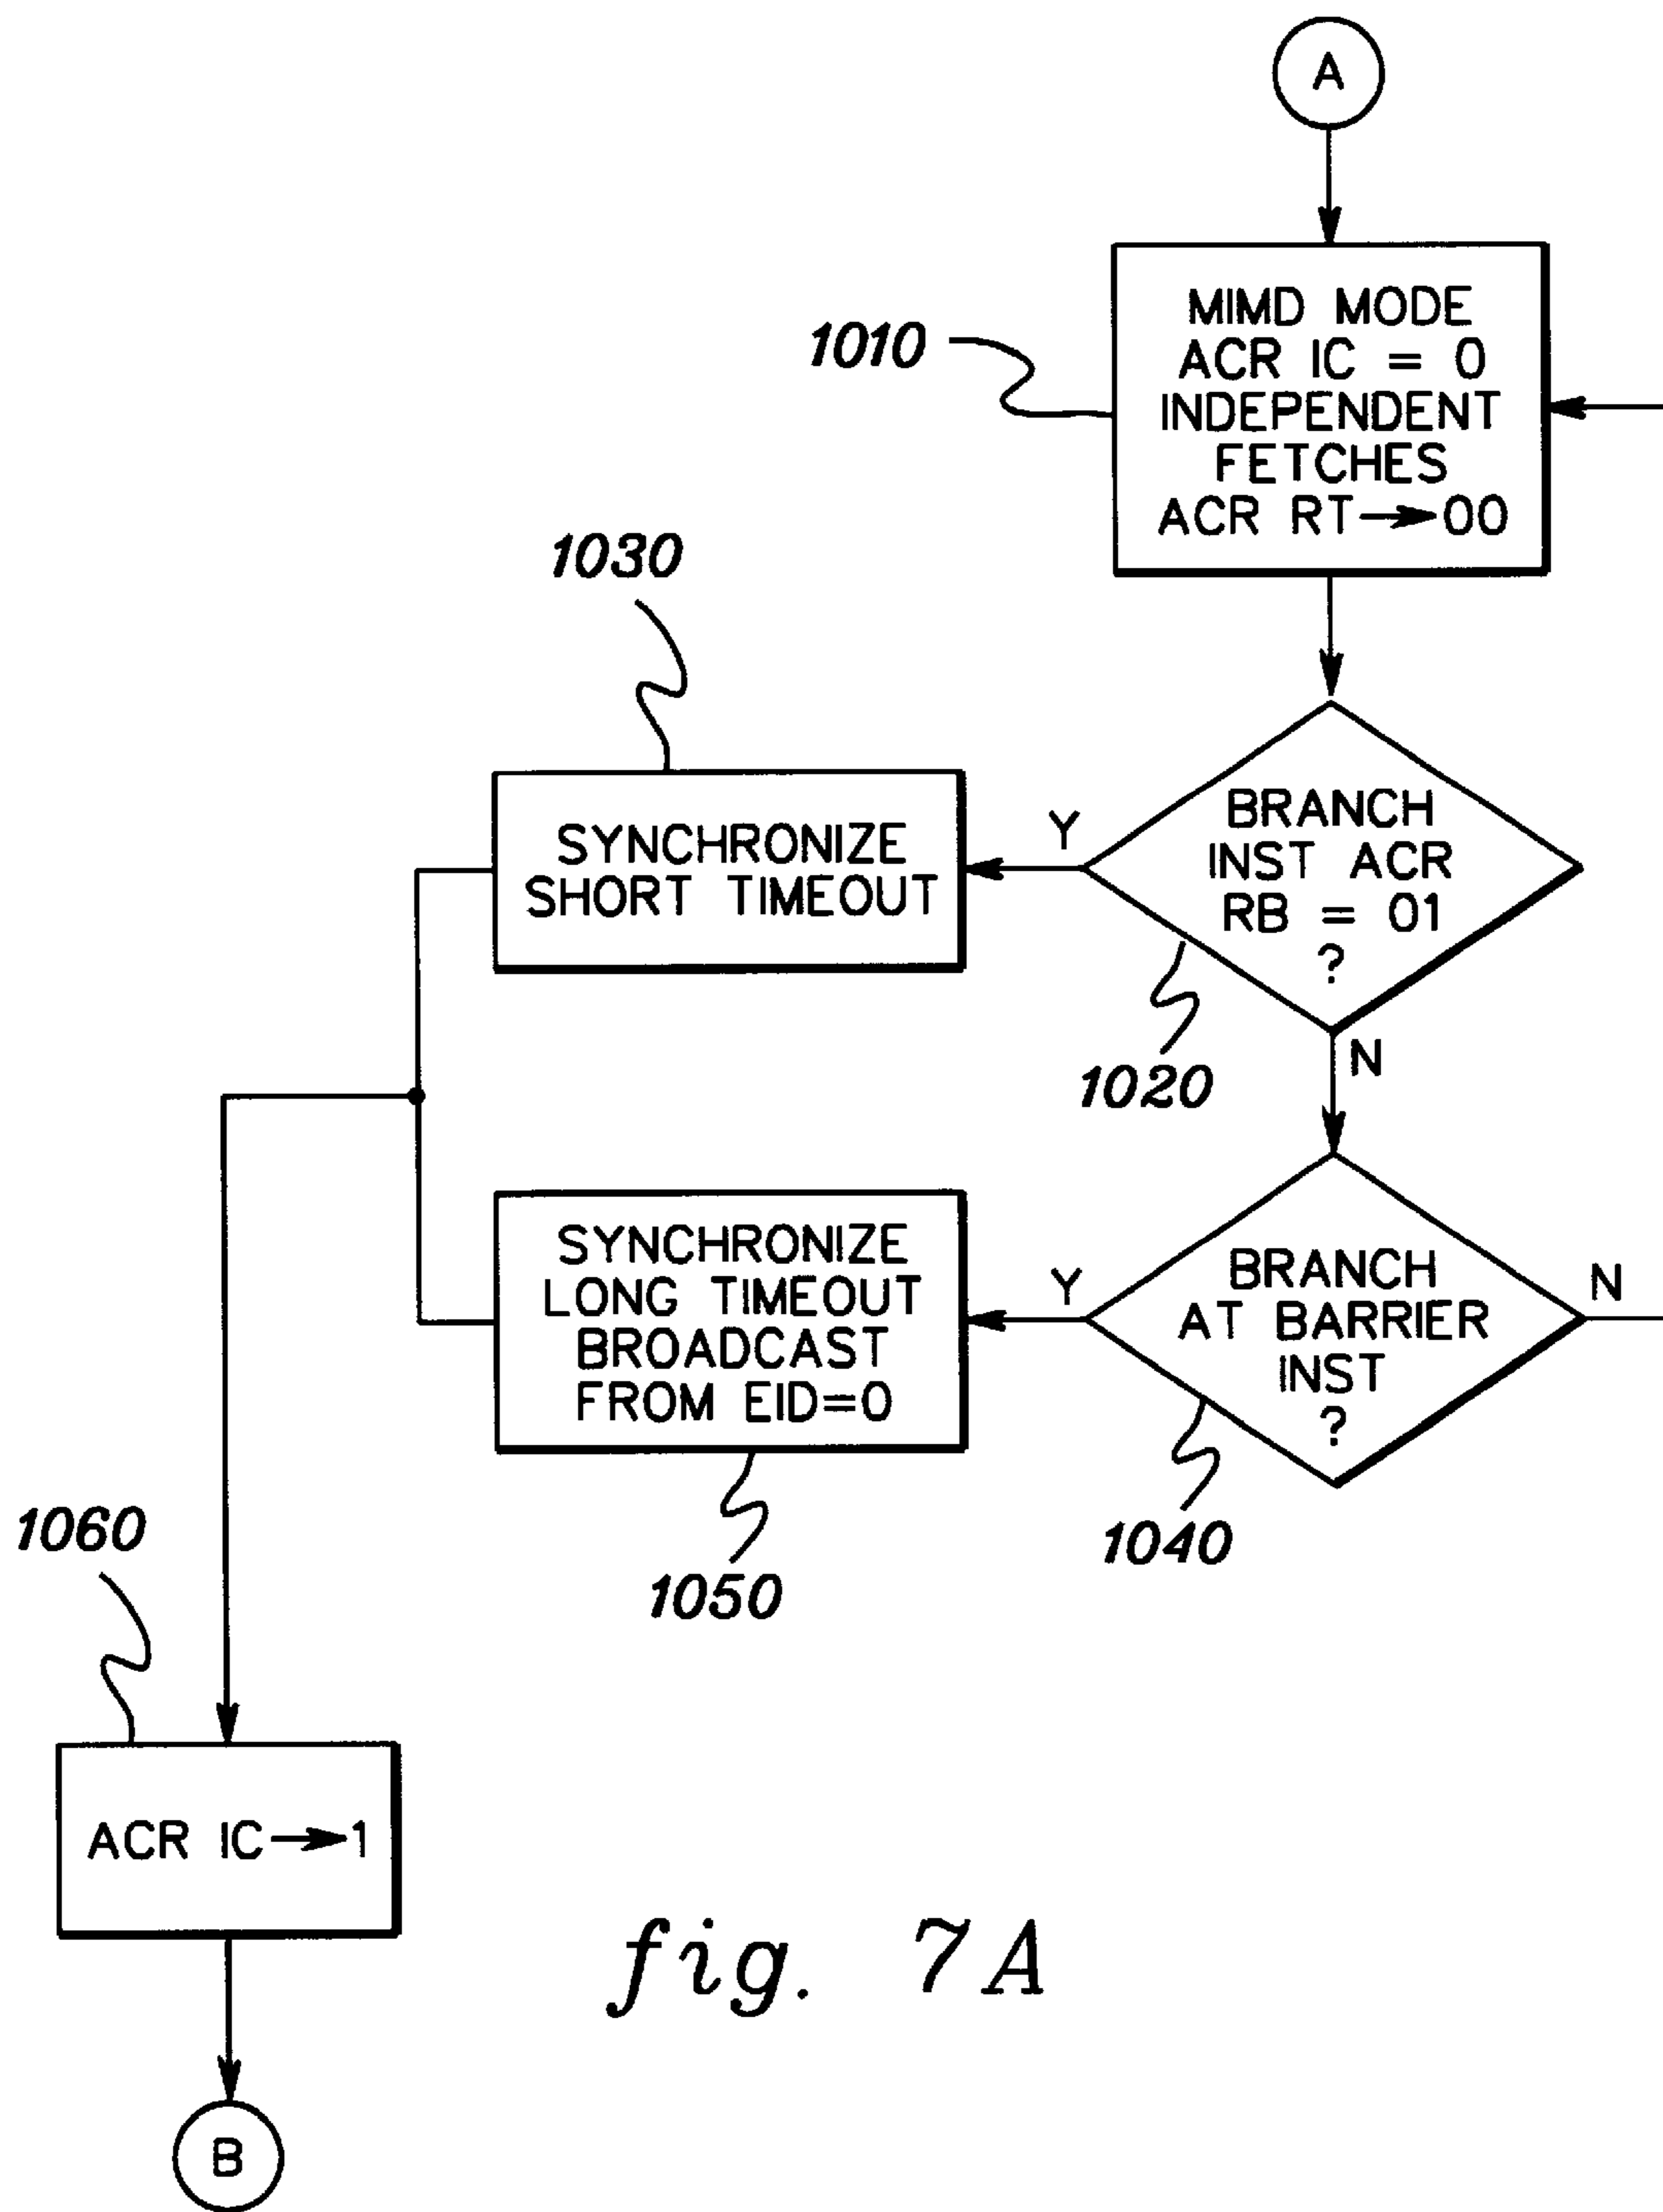 A
1010
MIMD MODE
ACR IC = 0
INDEPENDENT
FETCHES
ACR RT→00
1030
SYNCHRONIZE
SHORT TIMEOUT
Y
BRANCH
INST ACR
RB = 01
?
1020
N
SYNCHRONIZE
LONG TIMEOUT
BROADCAST
FROM EID=0
Y
BRANCH
AT BARRIER
INST
?
N
1050
1040
1060
ACR IC→1
fig. 7A
B